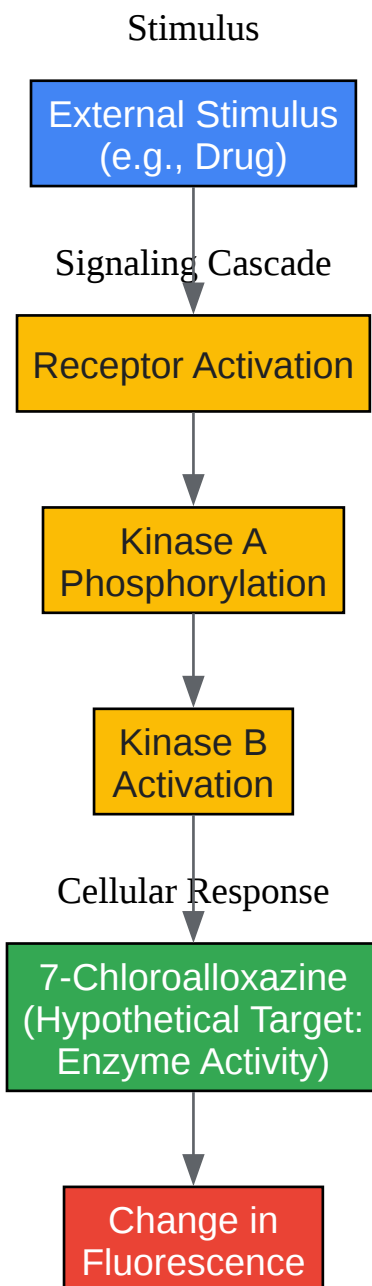 Stimulus
External Stimulus
(e.g., Drug)
Signaling Cascade
Receptor Activation
Kinase A
Phosphorylation
Kinase B
Activation
Cellular Response
7-Chloroalloxazine
(Hypothetical Target:
Enzyme Activity)
Change in
Fluorescence